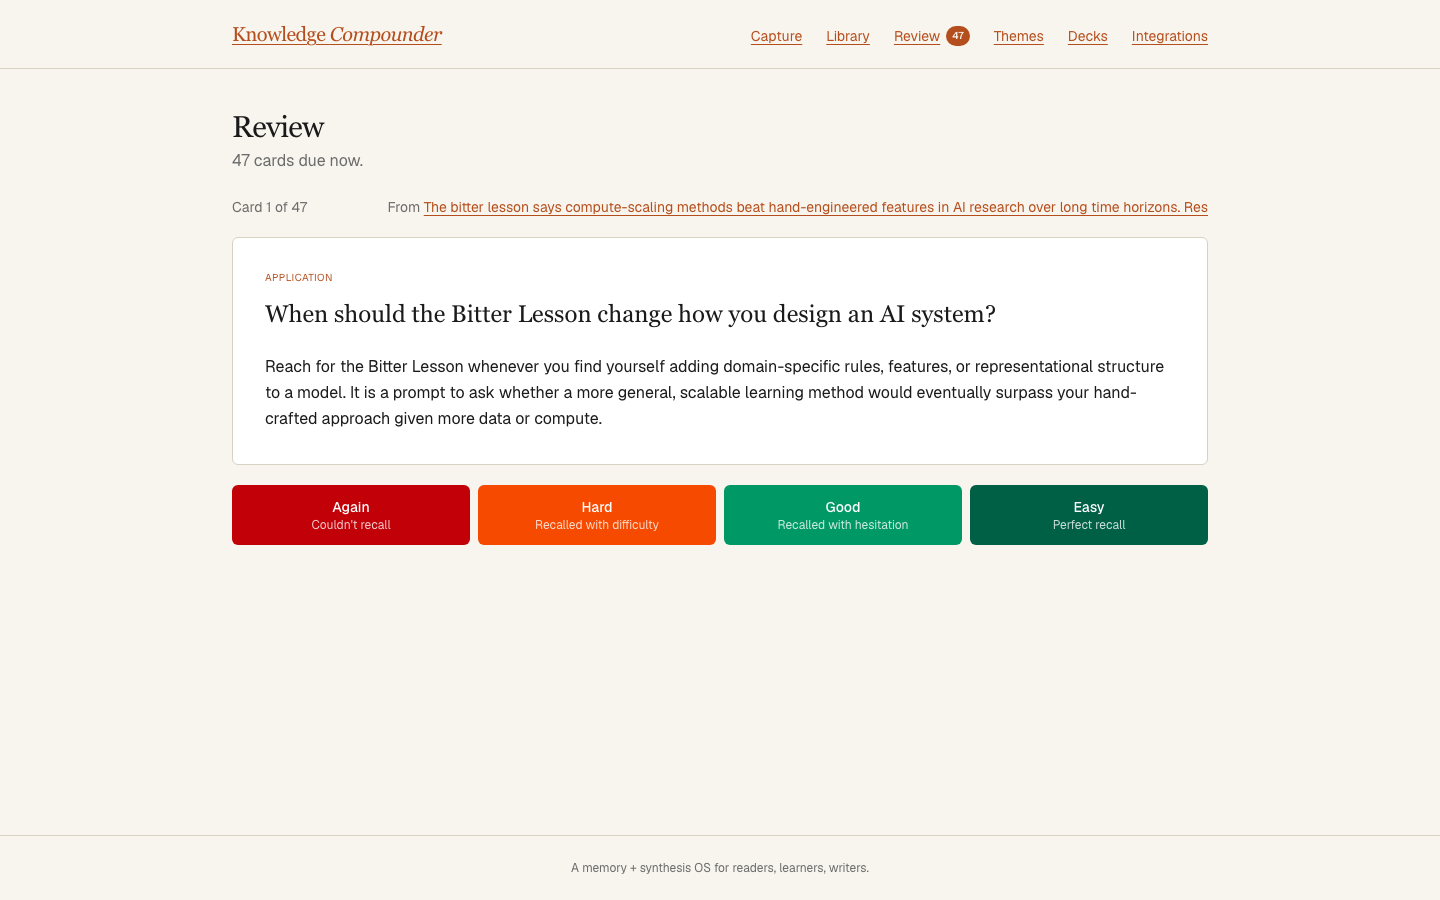 Knowledge Compounder
Capture Library Review 47 Themes Decks Integrations
Review
47 cards due now.
Card 1 of 47
From The bitter lesson says compute-scaling methods beat hand-engineered features in AI research over long time horizons. Res
APPLICATION
When should the Bitter Lesson change how you design an AI system?
Reach for the Bitter Lesson whenever you find yourself adding domain-specific rules, features, or representational structure
to a model. It is a prompt to ask whether a more general, scalable learning method would eventually surpass your hand-
crafted approach given more data or compute.
Again
Couldn't recall
Hard
Recalled with difficulty
Good
Recalled with hesitation
Easy
Perfect recall
A memory + synthesis OS for readers, learners, writers.